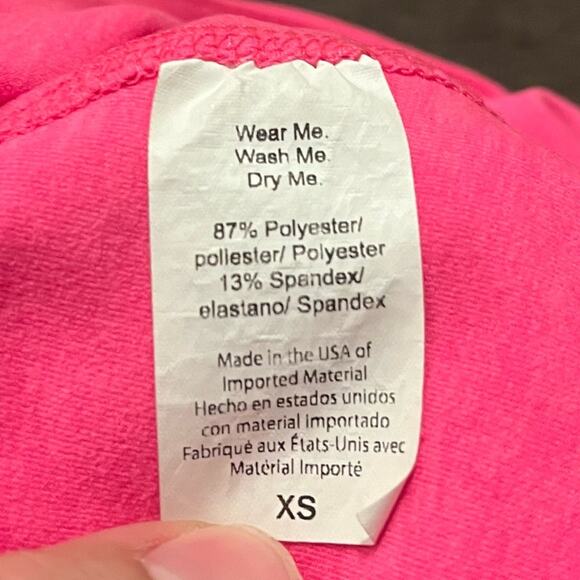 Wear Me.
Wash Me.
Dry Me.
87% Polyester/
poliester/ Polyester
13% Spandex/
elastano/ Spandex
Made in the USA of
Imported Material
Hecho en estados unidos
con material importado
Fabriqué aux États-Unis avec
Matérial Importé
XS